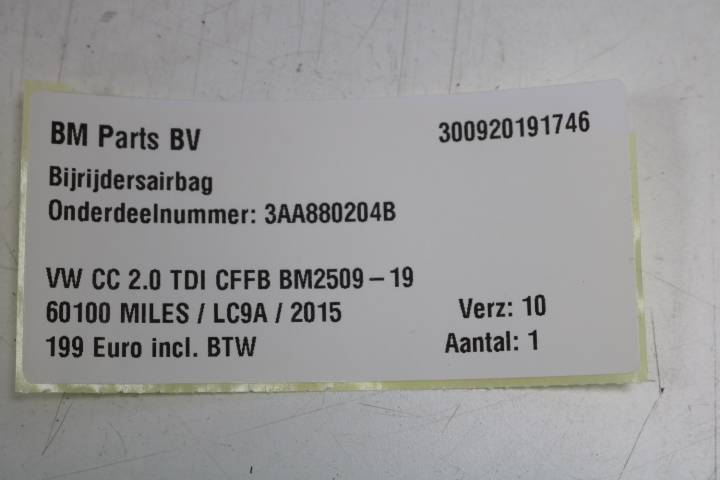 BM Parts BV
300920191746
Bijrijdersairbag
Onderdeelnummer: 3AA880204B
VW CC 2.0 TDI CFFB BM2509-19
60100 MILES / LC9A / 2015
Verz: 10
199 Euro incl. BTW
Aantal: 1